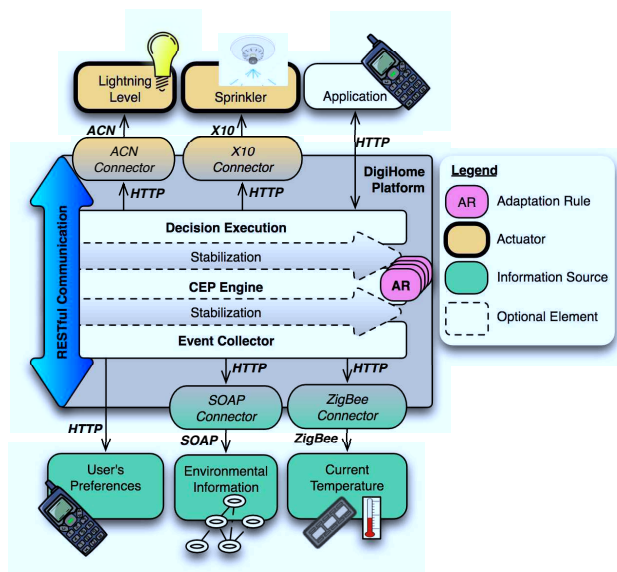 Lightning
Level
Sprinkler
Application
ACN
X10
HTTP
ACN
Connector
X10
Connector
DigiHome
Platform
HTTP
HTTP
RESTful Communication
Decision Execution
Stabilization
CEP Engine
AR
Stabilization
Event Collector
HTTP
HTTP
SOAP
Connector
ZigBee
Connector
HTTP
SOAP
ZigBee
User's
Preferences
Environmental
Information
Current
Temperature
Legend
AR
Adaptation Rule
Actuator
Information Source
Optional Element